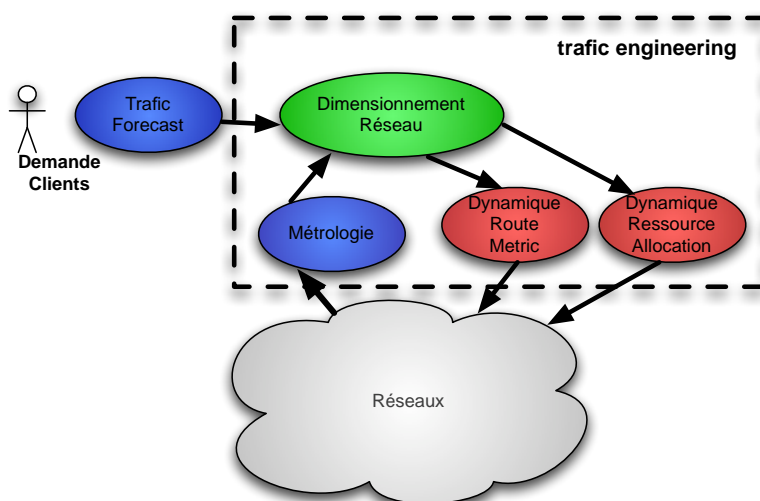 trafic engineering
Trafic
Forecast
Dimensionnement
Réseau
Demande
Clients
Métrologie
Dynamique
Route
Metric
Dynamique
Ressource
Allocation
Réseaux